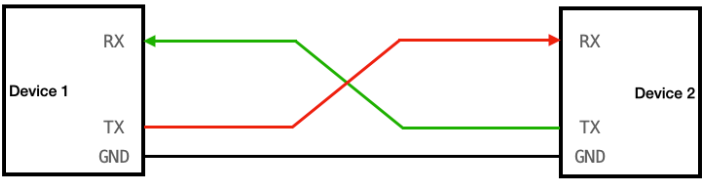 RX
Device 1
TX
GND
RX
Device 2
TX
GND